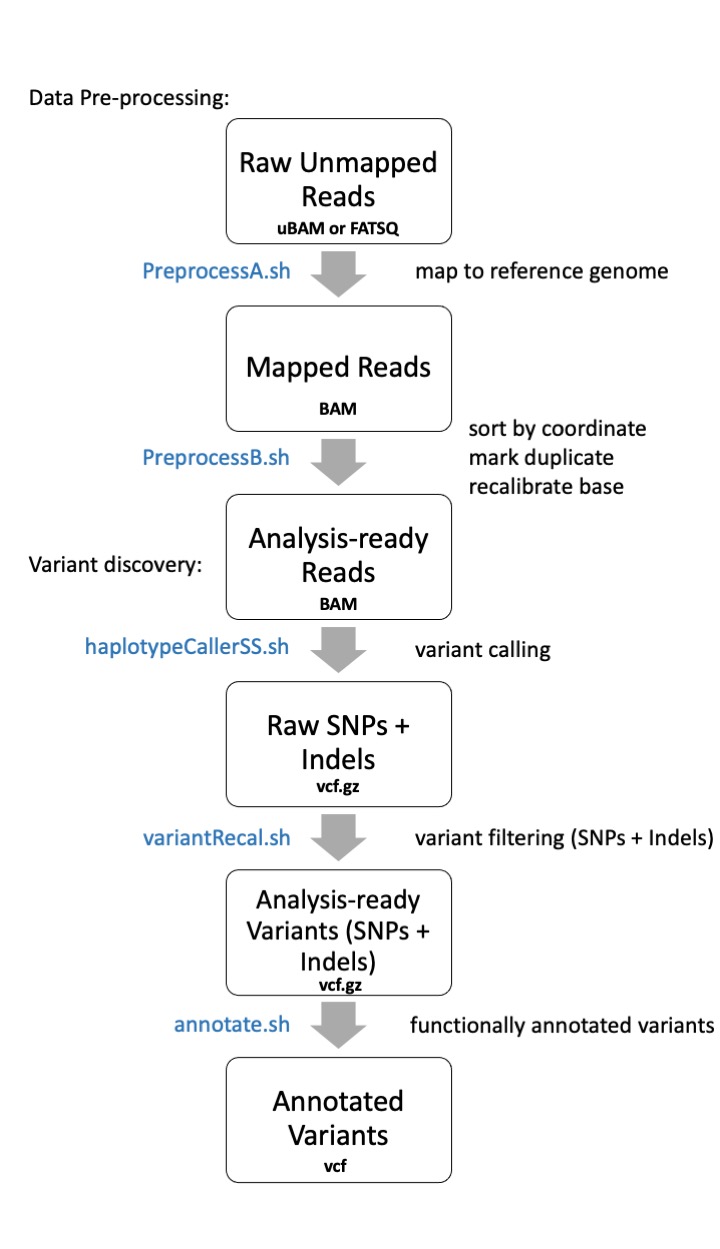 Data Pre-processing:
Raw Unmapped
Reads
uBAM or FATSQ
PreprocessA.sh
map to reference genome
Mapped Reads
BAM
PreprocessB.sh
sort by coordinate
mark duplicate
recalibrate base
Variant discovery:
Analysis-ready
Reads
BAM
haplotypeCallerSS.sh
variant calling
Raw SNPs +
Indels
vcf.gz
variantRecal.sh
variant filtering (SNPs + Indels)
Analysis-ready
Variants (SNPs +
Indels)
vcf.gz
annotate.sh
functionally annotated variants
Annotated
Variants
vcf